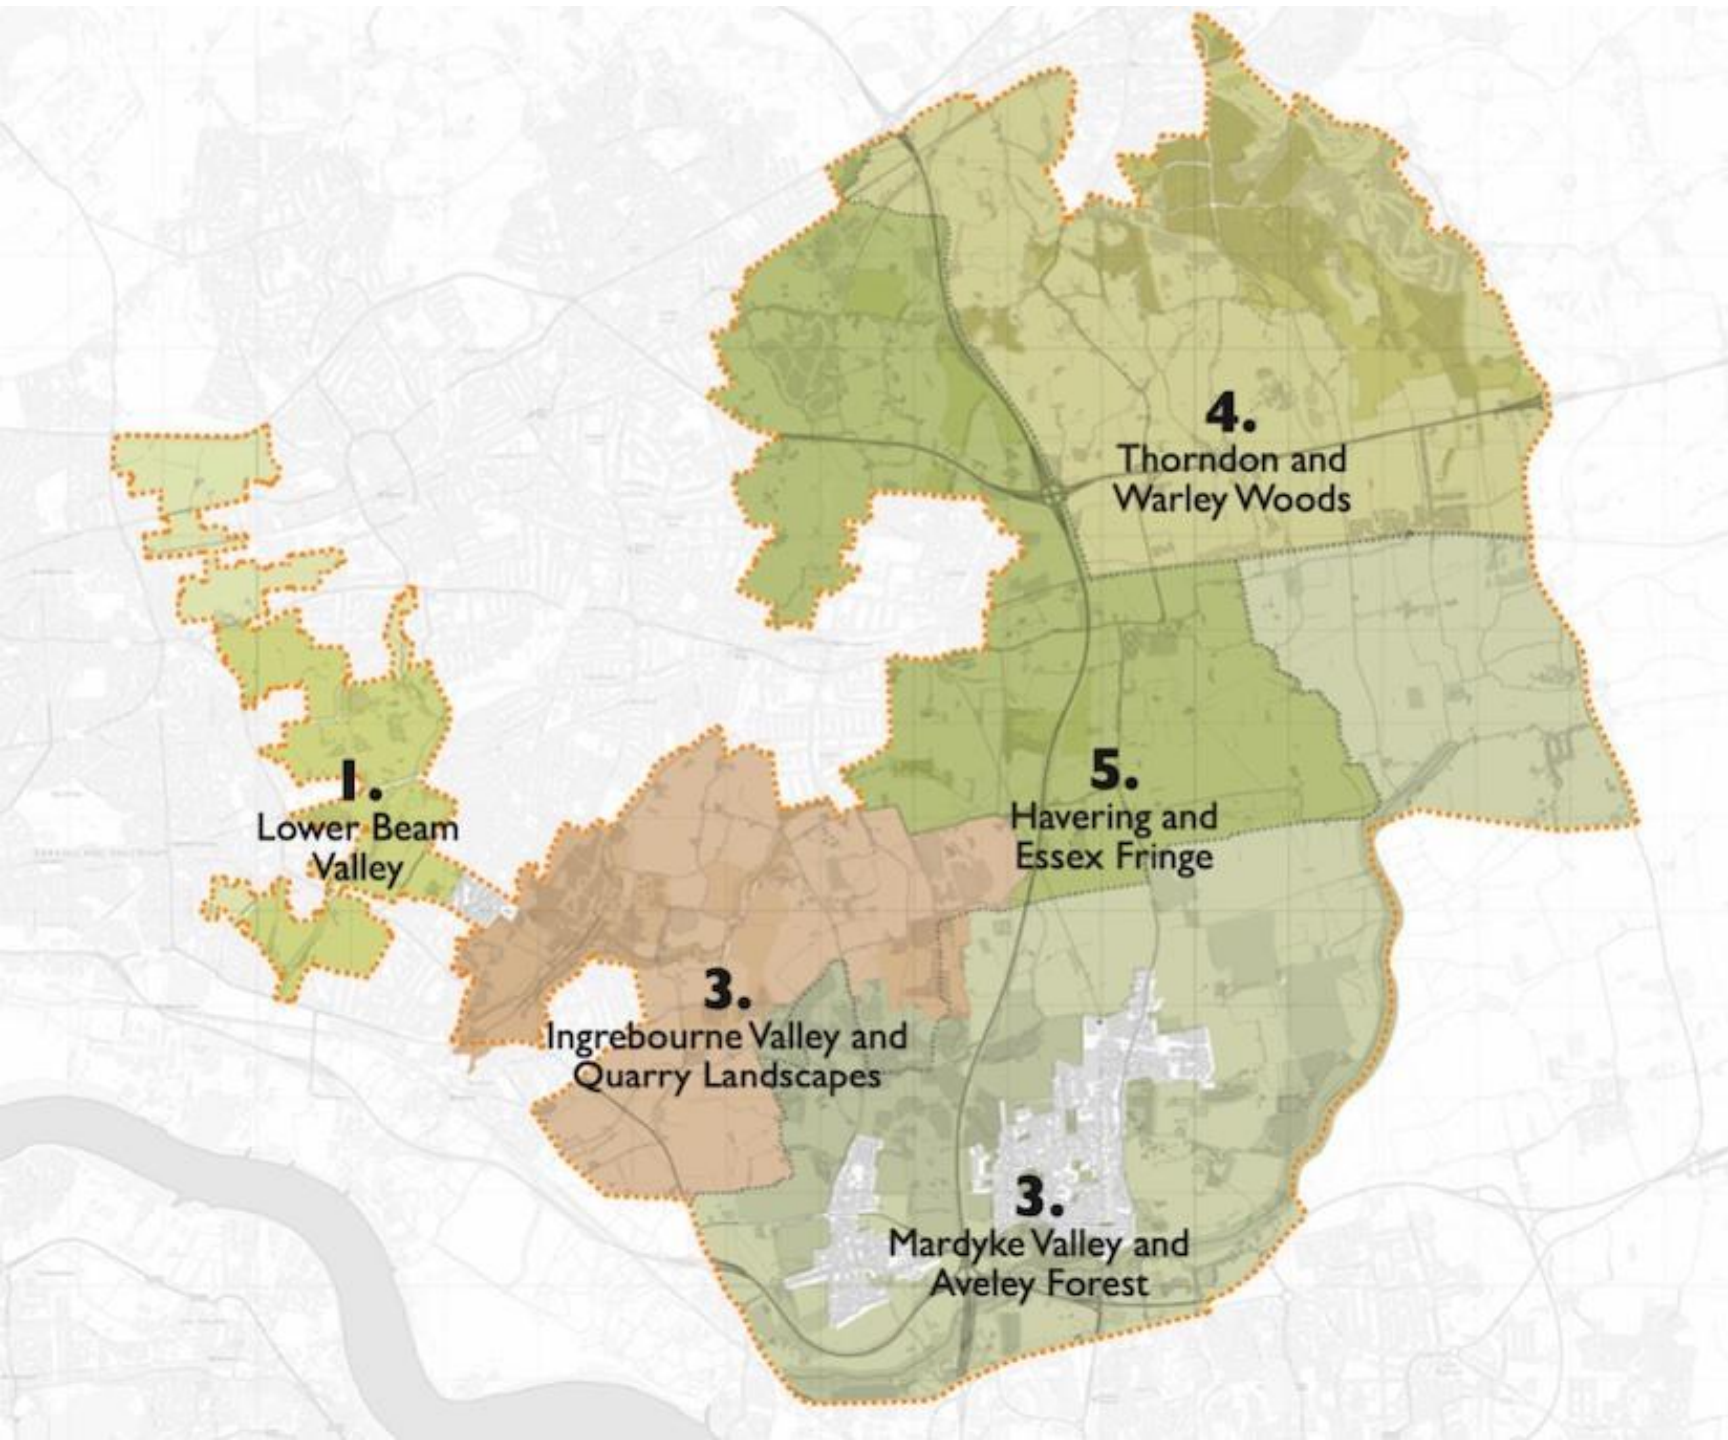 4.
Thorndon and
Warley Woods
1.
Lower Beam
Valley
5.
Havering and
Essex Fringe
3.
Ingrebourne Valley and
Quarry Landscapes
3.
Mardyke Valley and
Aveley Forest